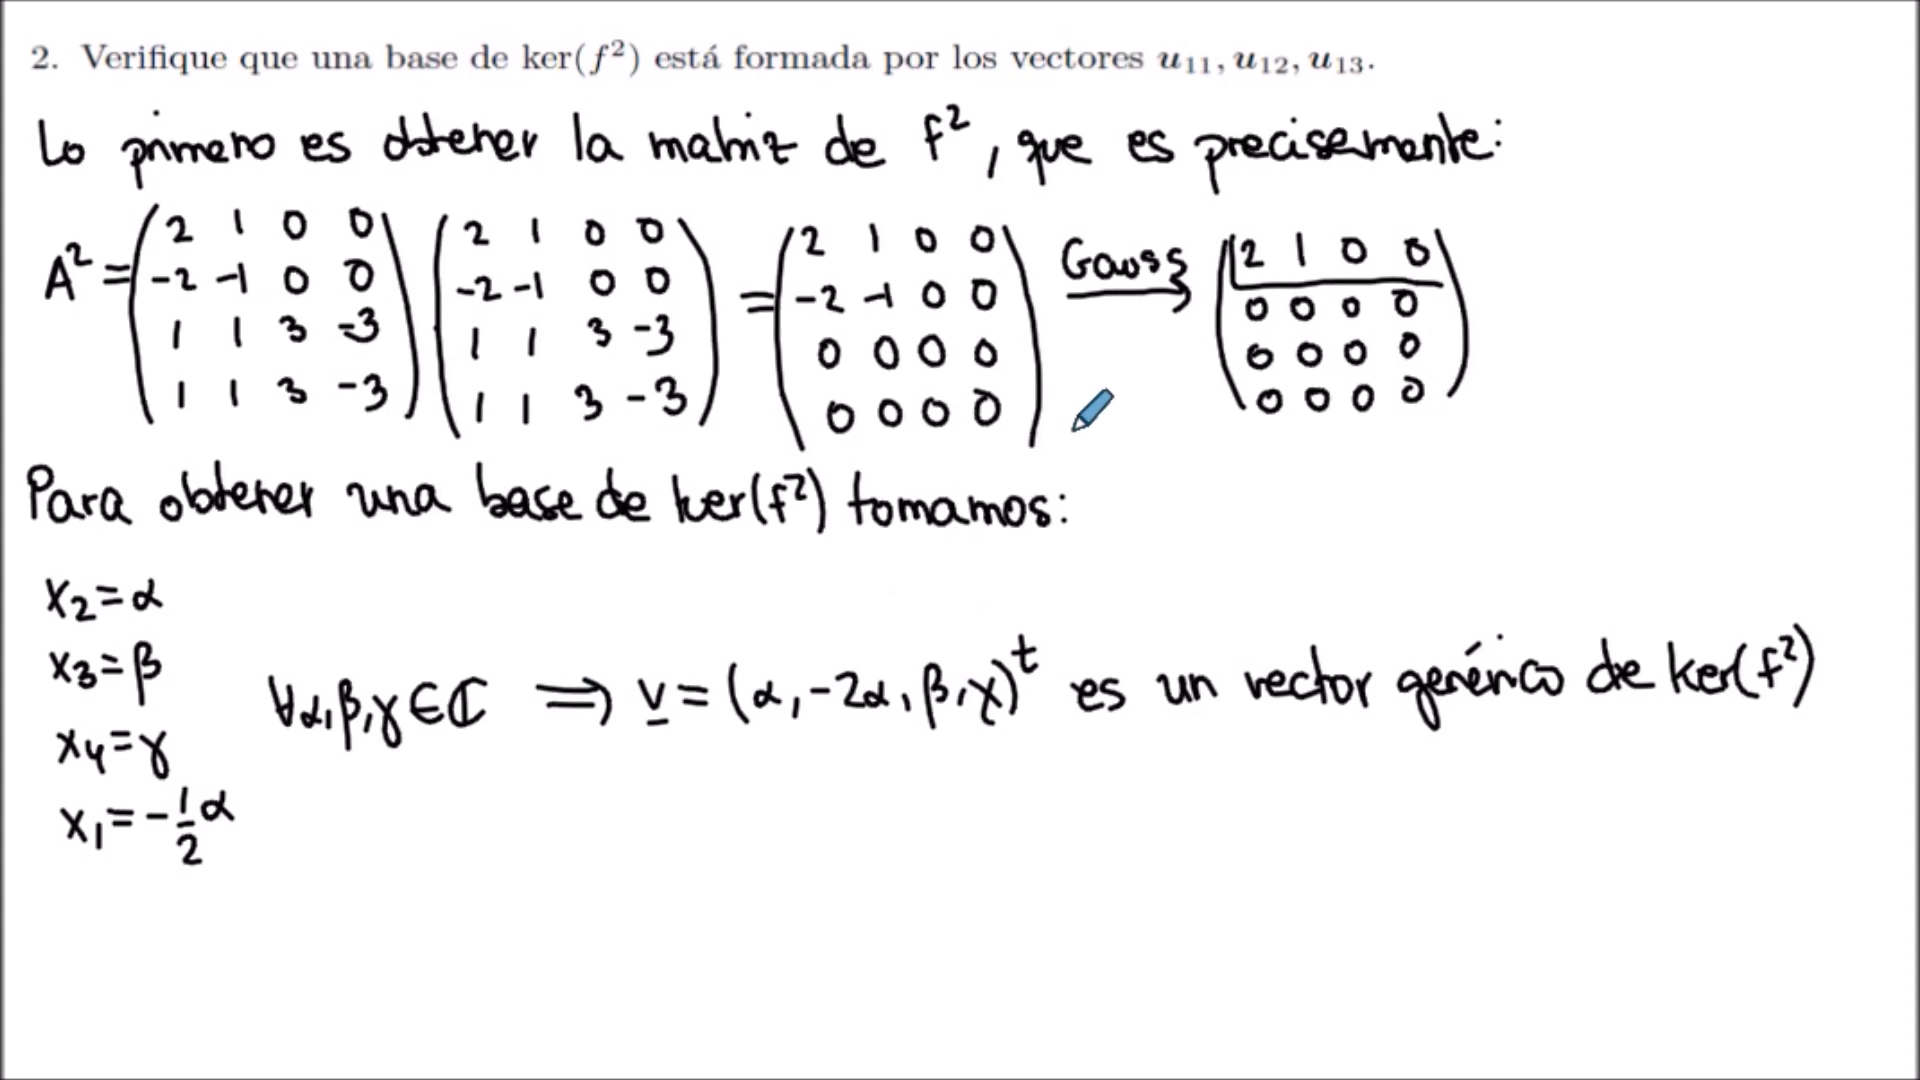 2. Verifique que una base de ker(f²) está formada por los vectores u₁₁, u₁₂, u₁₃.
Lo primero es obtener la matriz de f², que es precisamente:
A² = (2 1 0 0 / -2 -1 0 0 / 1 1 3 -3 / 1 1 3 -3) (2 1 0 0 / -2 -1 0 0 / 1 1 3 -3 / 1 1 3 -3) = (2 1 0 0 / -2 -1 0 0 / 0 0 0 0 / 0 0 0 0) Gauss → (2 1 0 0 / 0 0 0 0 / 0 0 0 0 / 0 0 0 0)
Para obtener una base de ker(f²) tomamos:
x₂ = α
x₃ = β
x₄ = γ
x₁ = -1/2 α
∀α, β, γ ∈ ℂ ⟹ v = (α, -2α, β, γ)ᵗ es un vector genérico de ker(f²)